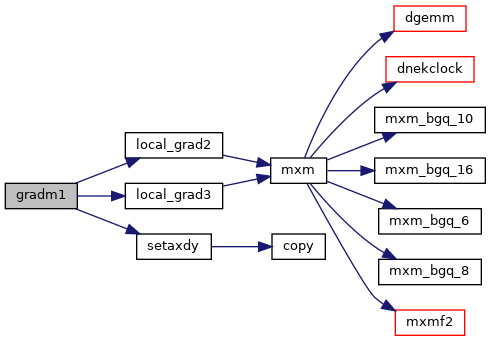 gradm1
local_grad2
local_grad3
setaxdy
mxm
copy
dgemm
dnekclock
mxm_bgq_10
mxm_bgq_16
mxm_bgq_6
mxm_bgq_8
mxmf2